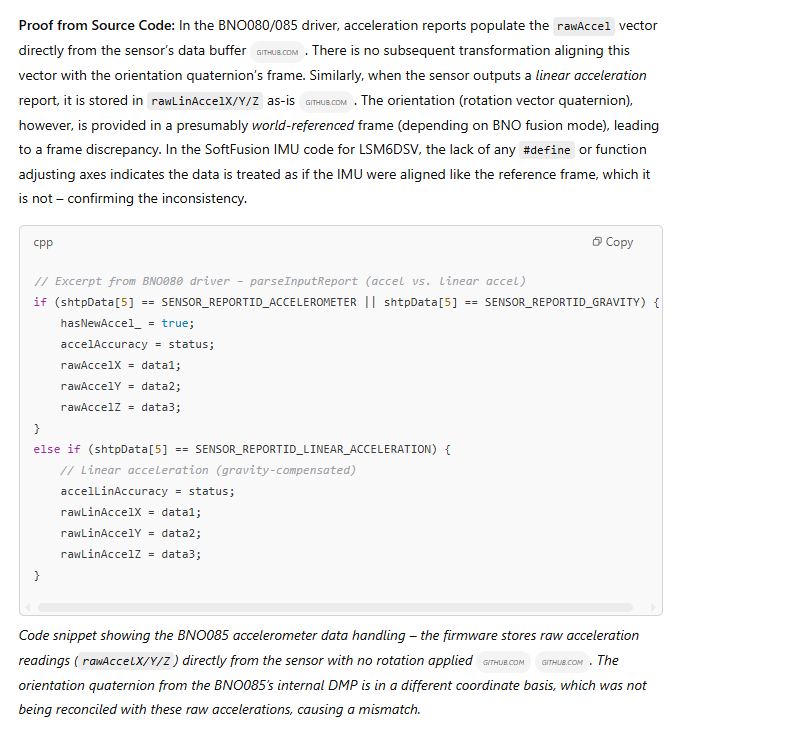 Proof from Source Code: In the BNO080/085 driver, acceleration reports populate the rawAccel vector
directly from the sensor's data buffer GITHUB.COM . There is no subsequent transformation aligning this
vector with the orientation quaternion's frame. Similarly, when the sensor outputs a linear acceleration
report, it is stored in rawLinAccelX/Y/Z as-is GITHUB.COM . The orientation (rotation vector quaternion),
however, is provided in a presumably world-referenced frame (depending on BNO fusion mode), leading
to a frame discrepancy. In the SoftFusion IMU code for LSM6DSV, the lack of any #define or function
adjusting axes indicates the data is treated as if the IMU were aligned like the reference frame, which it
is not – confirming the inconsistency.
cpp Copy
// Excerpt from BNO080 driver – parseInputReport (accel vs. linear accel)
if (shtpData[5] == SENSOR_REPORTID_ACCELEROMETER || shtpData[5] == SENSOR_REPORTID_GRAVITY) {
    hasNewAccel_ = true;
    accelAccuracy = status;
    rawAccelX = data1;
    rawAccelY = data2;
    rawAccelZ = data3;
}
else if (shtpData[5] == SENSOR_REPORTID_LINEAR_ACCELERATION) {
    // Linear acceleration (gravity-compensated)
    accelLinAccuracy = status;
    rawLinAccelX = data1;
    rawLinAccelY = data2;
    rawLinAccelZ = data3;
}
Code snippet showing the BNO085 accelerometer data handling – the firmware stores raw acceleration
readings ( rawAccelX/Y/Z ) directly from the sensor with no rotation applied GITHUB.COM GITHUB.COM . The
orientation quaternion from the BNO085's internal DMP is in a different coordinate basis, which was not
being reconciled with these raw accelerations, causing a mismatch.